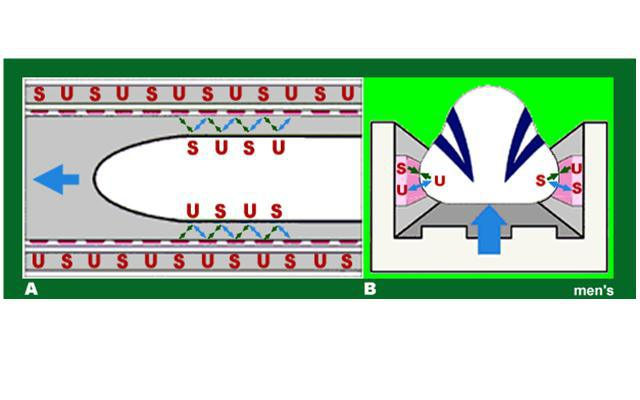 S U S U S U S U S U S U
S U S U
U S U S
U S U S U S U S U S U S
A
S U
U S
U S
B
men's